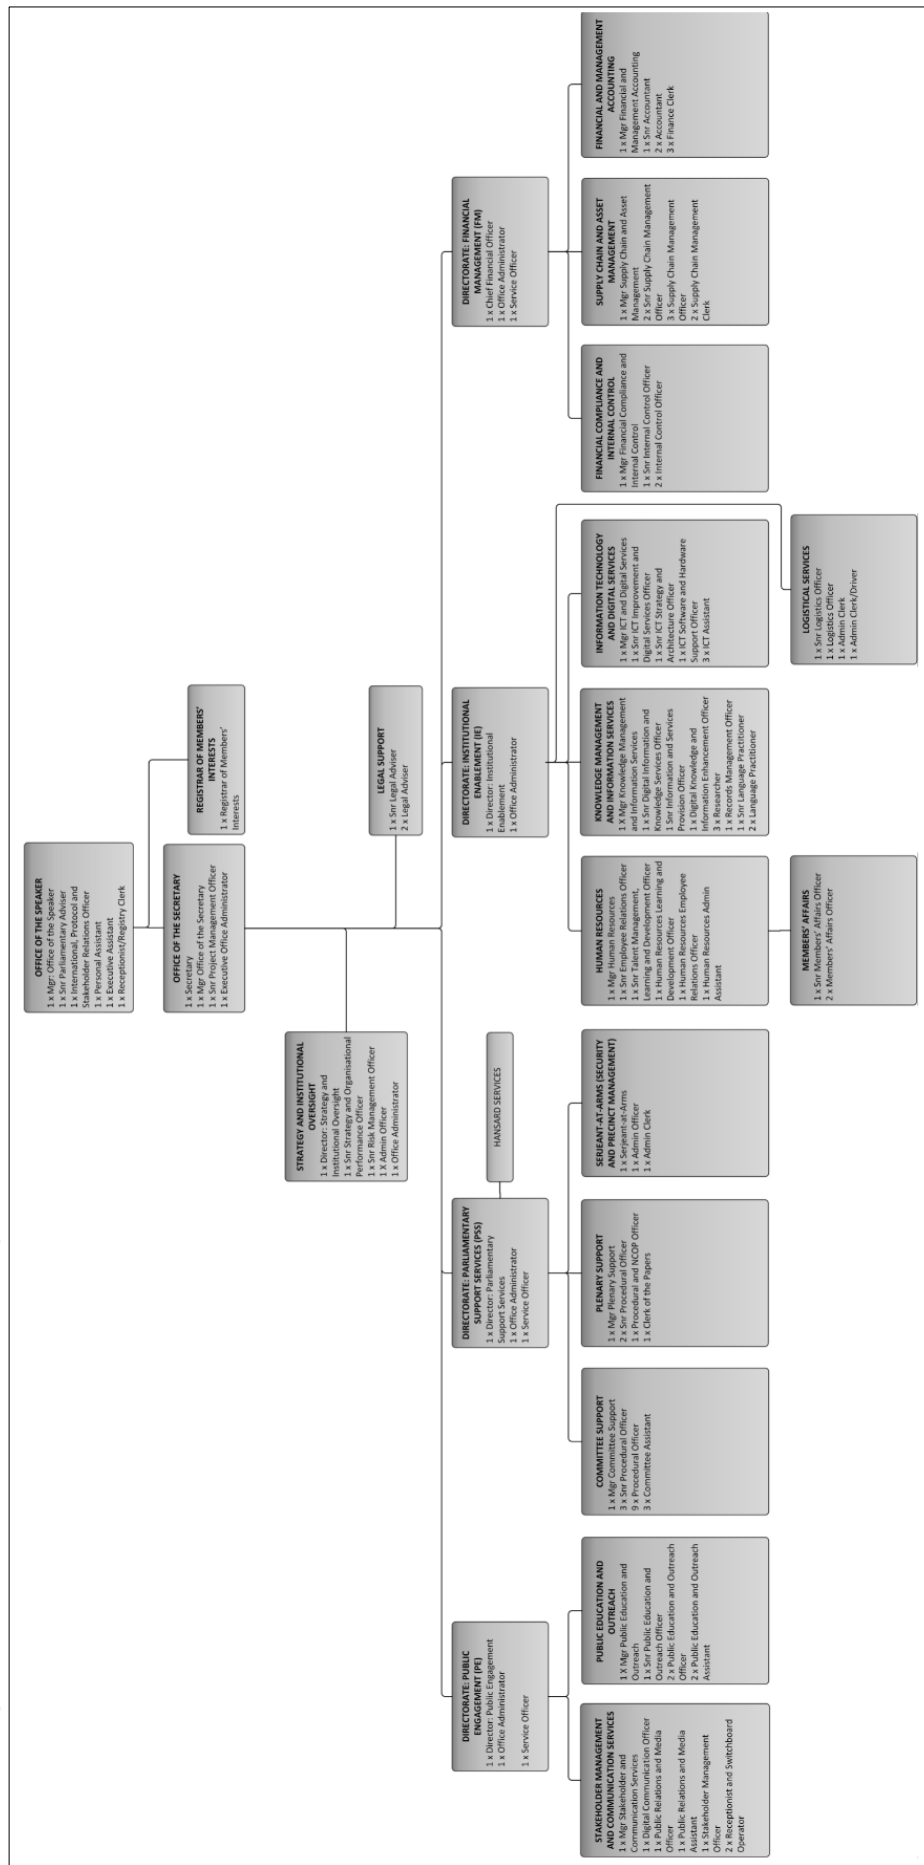 OFFICE OF THE SPEAKER
1 x Mgr: Office of the Speaker
1 x Snr Parliamentary Adviser
1 x International, Protocol and
Stakeholder Relations Officer
1 x Personal Assistant
1 x Executive Assistant
1 x Receptionist/Registry Clerk
REGISTRAR OF MEMBERS'
INTERESTS
1 x Registrar of Members'
Interests
OFFICE OF THE SECRETARY
1 x Secretary
1 x Mgr Office of the Secretary
1 x Snr Project Management Officer
1 x Executive Office Administrator
STRATEGY AND INSTITUTIONAL
OVERSIGHT
1 x Director: Strategy and
Institutional Oversight
1 x Snr Strategy and Organisational
Performance Officer
1 x Snr Risk Management Officer
1 X Admin Officer
1 x Office Administrator
LEGAL SUPPORT
1 x Snr Legal Adviser
2 x Legal Adviser
DIRECTORATE: PUBLIC
ENGAGEMENT (PE)
1 x Director: Public Engagement
1 x Office Administrator
1 x Service Officer
DIRECTORATE: PARLIAMENTARY
SUPPORT SERVICES (PSS)
1 x Director: Parliamentary
Support Services
1 x Office Administrator
1 x Service Officer
HANSARD SERVICES
DIRECTORATE: INSTITUTIONAL
ENABLEMENT (IE)
1 x Director: Institutional
Enablement
1 x Office Administrator
DIRECTORATE: FINANCIAL
MANAGEMENT (FM)
1 x Chief Financial Officer
1 x Office Administrator
1 x Service Officer
STAKEHOLDER MANAGEMENT
AND COMMUNICATION SERVICES
1 x Mgr Stakeholder and
Communication Services
1 x Digital Communication Officer
1 x Public Relations and Media
Officer
1 x Public Relations and Media
Assistant
1 x Stakeholder Management
Officer
2 x Receptionist and Switchboard
Operator
PUBLIC EDUCATION AND
OUTREACH
1 X Mgr Public Education and
Outreach
1 x Snr Public Education and
Outreach Officer
2 x Public Education and Outreach
Officer
2 x Public Education and Outreach
Assistant
COMMITTEE SUPPORT
1 x Mgr Committee Support
3 x Snr Procedural Officer
9 x Procedural Officer
3 x Committee Assistant
PLENARY SUPPORT
1 x Mgr Plenary Support
2 x Snr Procedural Officer
1 x Procedural and NCOP Officer
1 x Clerk of the Papers
SERJEANT-AT-ARMS (SECURITY
AND PRECINCT MANAGEMENT)
1 x Serjeant-at-Arms
1 x Admin Officer
1 x Admin Clerk
HUMAN RESOURCES
1 x Mgr Human Resources
1 x Snr Employee Relations Officer
1 x Snr Talent Management,
Learning and Development Officer
1 x Human Resources Learning and
Development Officer
1 x Human Resources Employee
Relations Officer
1 x Human Resources Admin
Assistant
KNOWLEDGE MANAGEMENT
AND INFORMATION SERVICES
1 X Mgr Knowledge Management
and Information Services
1 x Snr Digital Information and
Knowledge Services Officer
1 x Snr Information and Services
Provision Officer
1 x Digital Knowledge and
Information Enhancement Officer
3 x Researcher
1 x Records Management Officer
1 x Snr Language Practitioner
2 x Language Practitioner
INFORMATION TECHNOLOGY
AND DIGITAL SERVICES
1 x Mgr ICT and Digital Services
1 x Snr ICT Improvement and
Digital Services Officer
1 x Snr ICT Strategy and
Architecture Officer
1 x ICT Software and Hardware
Support Officer
3 x ICT Assistant
FINANCIAL COMPLIANCE AND
INTERNAL CONTROL
1 x Mgr Financial Compliance and
Internal Control
1 x Snr Internal Control Officer
2 x Internal Control Officer
SUPPLY CHAIN AND ASSET
MANAGEMENT
1 x Mgr Supply Chain and Asset
Management
2 x Snr Supply Chain Management
Officer
3 x Supply Chain Management
Officer
2 x Supply Chain Management
Clerk
FINANCIAL AND MANAGEMENT
ACCOUNTING
1 x Mgr Financial and
Management Accounting
1 x Snr Accountant
2 x Accountant
3 x Finance Clerk
MEMBERS' AFFAIRS
1 x Snr Members' Affairs Officer
2 x Members' Affairs Officer
LOGISTICAL SERVICES
1 x Snr Logistics Officer
1 x Logistics Officer
1 x Admin Clerk
1 x Admin Clerk/Driver